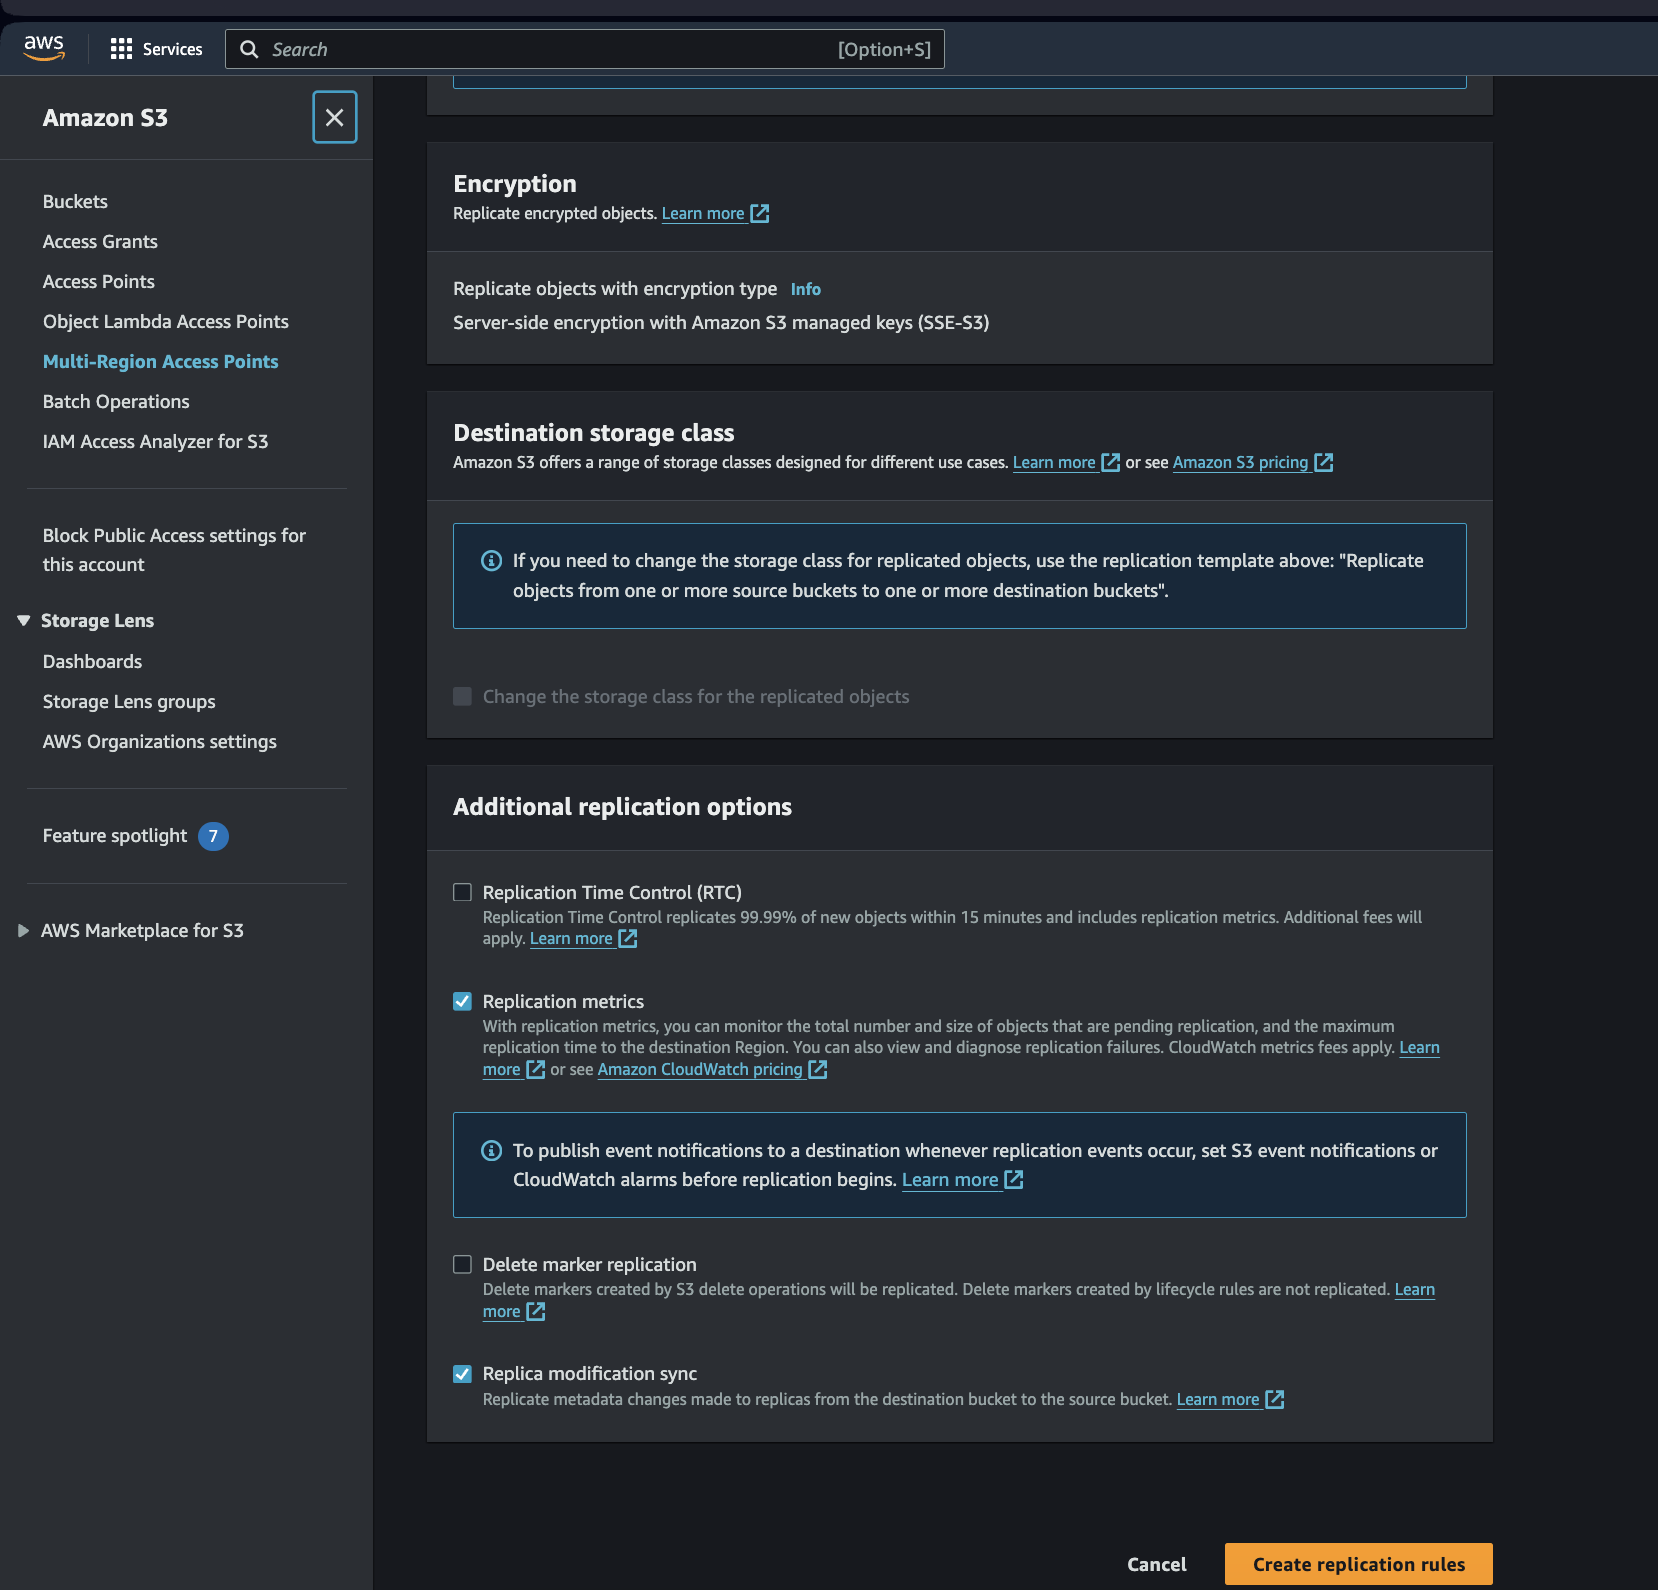 aws
Services
Search
[Option+S]
Amazon S3
Buckets
Access Grants
Access Points
Object Lambda Access Points
Multi-Region Access Points
Batch Operations
IAM Access Analyzer for S3
Block Public Access settings for
this account
Storage Lens
Dashboards
Storage Lens groups
AWS Organizations settings
Feature spotlight 7
AWS Marketplace for S3
Encryption
Replicate encrypted objects. Learn more
Replicate objects with encryption type Info
Server-side encryption with Amazon S3 managed keys (SSE-S3)
Destination storage class
Amazon S3 offers a range of storage classes designed for different use cases. Learn more or see Amazon S3 pricing
If you need to change the storage class for replicated objects, use the replication template above: "Replicate
objects from one or more source buckets to one or more destination buckets".
Change the storage class for the replicated objects
Additional replication options
Replication Time Control (RTC)
Replication Time Control replicates 99.99% of new objects within 15 minutes and includes replication metrics. Additional fees will
apply. Learn more
Replication metrics
With replication metrics, you can monitor the total number and size of objects that are pending replication, and the maximum
replication time to the destination Region. You can also view and diagnose replication failures. CloudWatch metrics fees apply. Learn
more or see Amazon CloudWatch pricing
To publish event notifications to a destination whenever replication events occur, set S3 event notifications or
CloudWatch alarms before replication begins. Learn more
Delete marker replication
Delete markers created by S3 delete operations will be replicated. Delete markers created by lifecycle rules are not replicated. Learn
more
Replica modification sync
Replicate metadata changes made to replicas from the destination bucket to the source bucket. Learn more
Cancel
Create replication rules